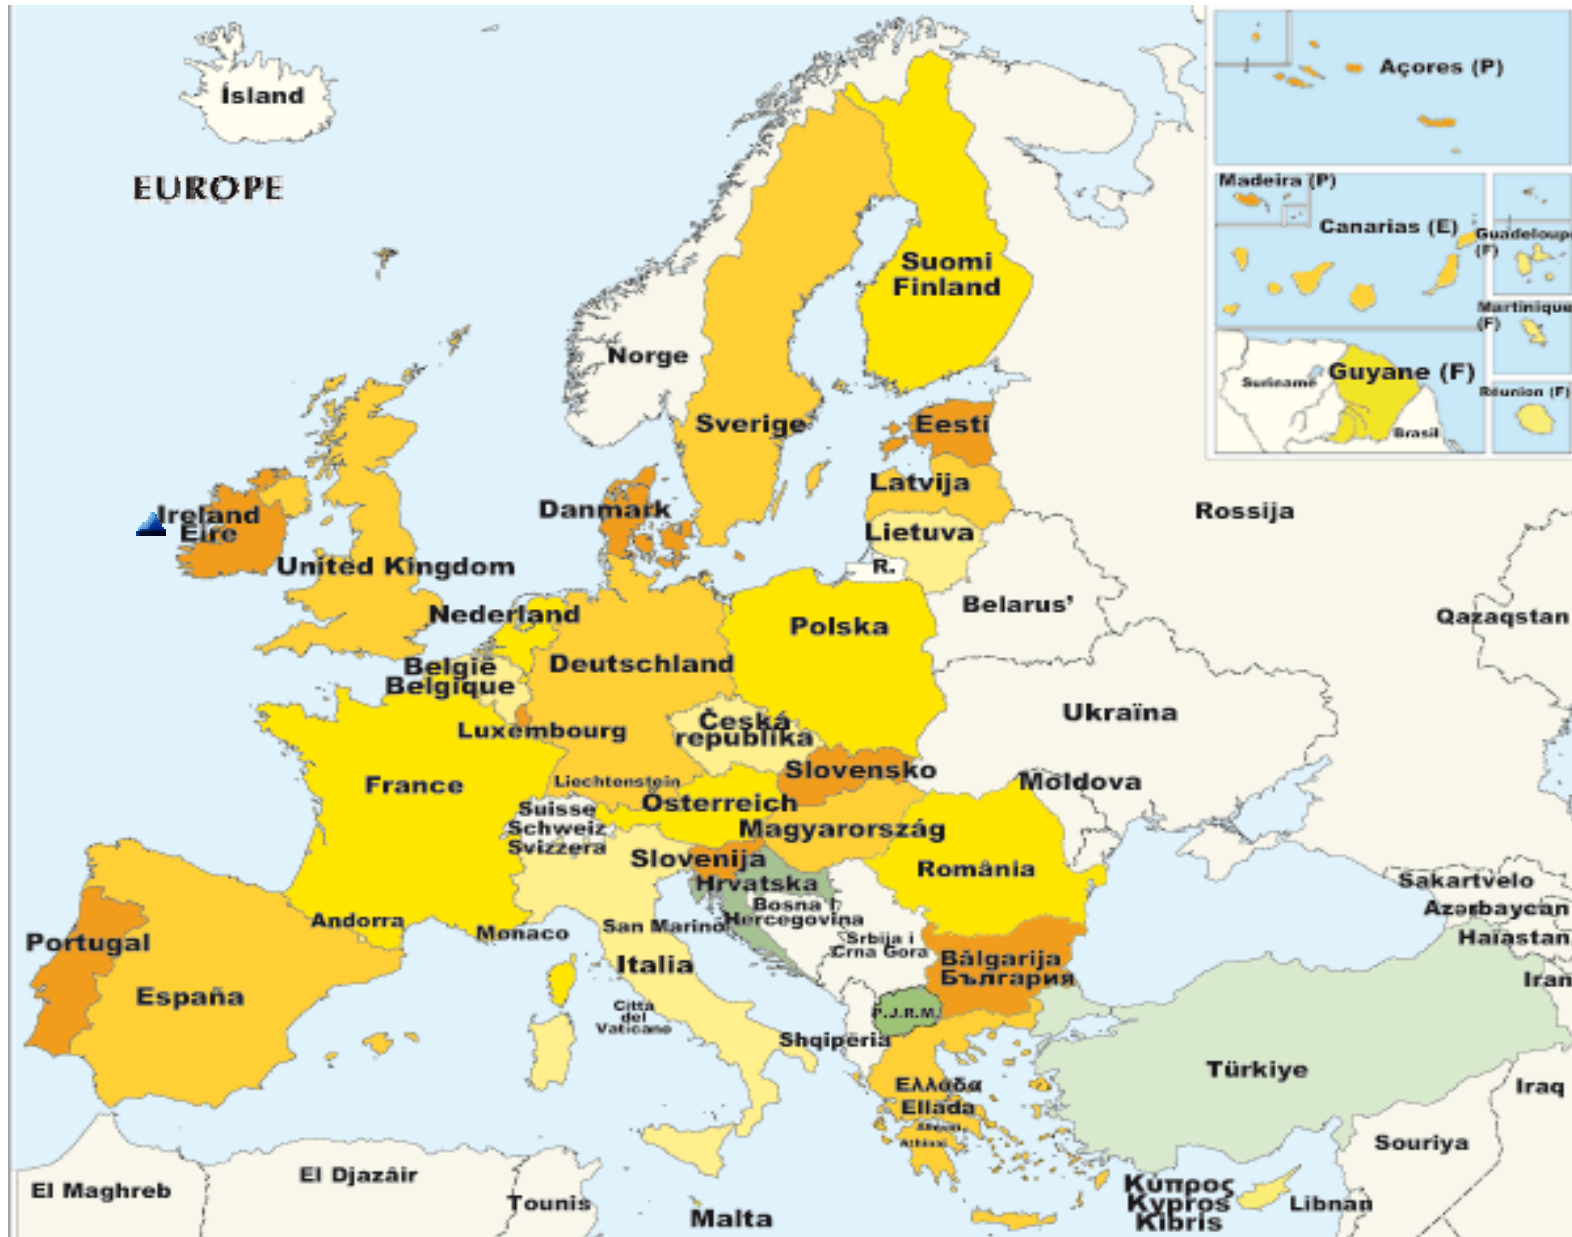 Ísland
EUROPE
Açores (P)
Madeira (P)
Canarias (E)
Guadeloupe
(F)
Martinique
(F)
Guyane (F)
Suriname
Brasil
Réunion (F)
Suomi
Finland
Norge
Sverige
Eesti
Latvija
Lietuva
R.
Danmark
Ireland
Éire
United Kingdom
Rossija
Belarus’
Qazaqstan
Nederland
Polska
België
Belgique
Deutschland
Luxembourg
Česká
republika
Ukraïna
France
Liechtenstein
Slovensko
Moldova
Österreich
Suisse
Schweiz
Svizzera
Magyarország
Slovenija
România
Hrvatska
Bosna i
Hercegovina
Sakartvelo
Azərbaycan
Haïastan
Iran
Andorra
Monaco
San Marino
Srbija i
Crna Gora
Portugal
España
Italia
Bălgarija
България
Città
del
Vaticano
P.J.R.M.
Shqipëria
Türkiye
Iraq
Ελλάδα
Ellada
Athinai
Souriya
El Maghreb
El Djazâir
Tounis
Malta
Κύπρος
Kypros
Kibris
Libnan